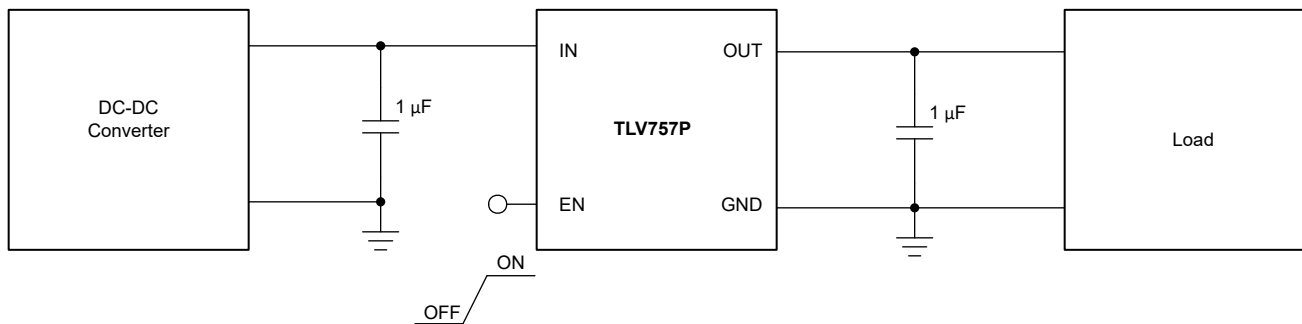 DC-DC
Converter
1 µF
IN
EN
TLV757P
OUT
GND
1 µF
Load
ON
OFF